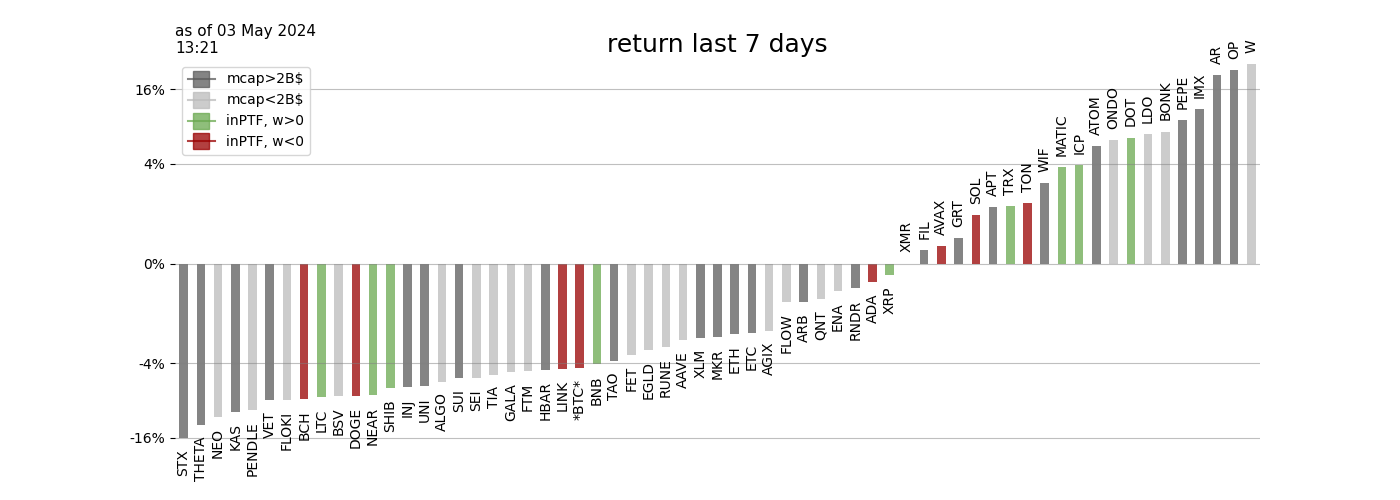 as of 03 May 2024
13:21
return last 7 days
mcap>2B$
mcap<2B$
inPTF, w>0
inPTF, w<0
16%
4%
0%
-4%
-16%
STX
THETA
NEO
KAS
PENDLE
VET
FLOKI
BCH
LTC
BSV
DOGE
NEAR
SHIB
INJ
UNI
ALGO
SUI
SEI
TIA
GALA
FTM
HBAR
LINK
*BTC*
BNB
TAO
FET
EGLD
RUNE
AAVE
XLM
MKR
ETH
ETC
AGIX
FLOW
ARB
QNT
ENA
RNDR
ADA
XRP
XMR
FIL
AVAX
GRT
SOL
APT
TRX
TON
WIF
MATIC
ICP
ATOM
ONDO
DOT
LDO
BONK
PEPE
IMX
AR
OP
W